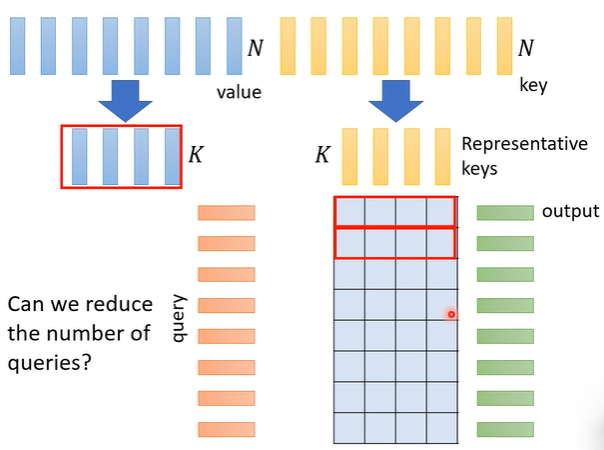 N
value
N
key
K
K
Representative
keys
output
query
Can we reduce
the number of
queries?